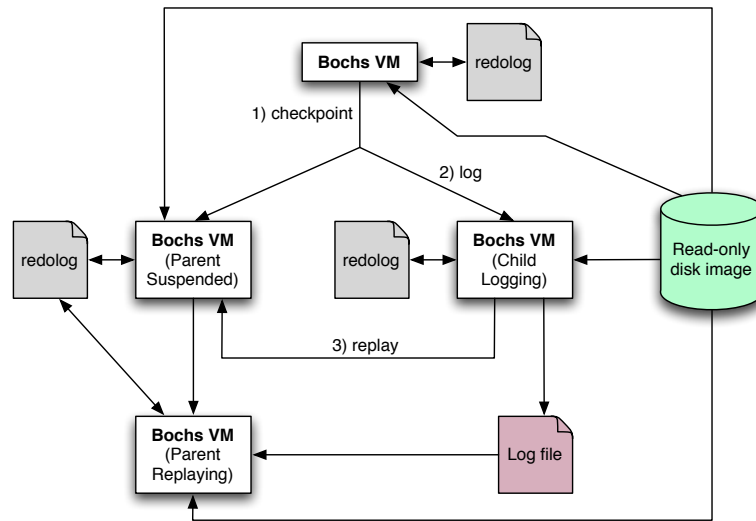 Bochs VM
redolog
1) checkpoint
2) log
redolog
Bochs VM
(Parent
Suspended)
redolog
Bochs VM
(Child
Logging)
Read-only
disk image
3) replay
Bochs VM
(Parent
Replaying)
Log file